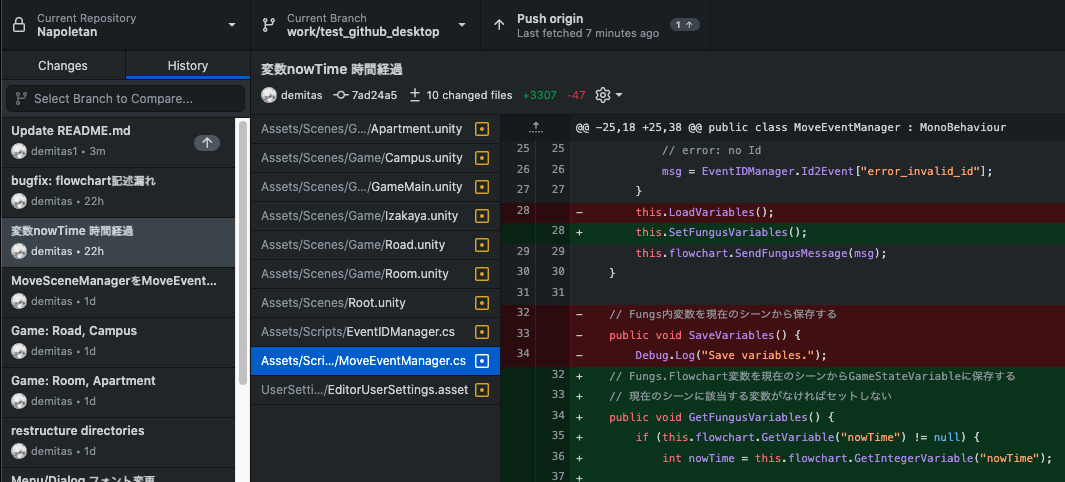 Current Repository
Napoletan
Current Branch
work/test_github_desktop
Push origin
Last fetched 7 minutes ago
1
Changes
History
Select Branch to Compare...
Update README.md
demitas1 • 3m
bugfix: flowchart記述漏れ
demitas • 22h
変数nowTime 時間経過
demitas • 22h
MoveSceneManagerをMoveEvent...
demitas • 1d
Game: Road, Campus
demitas • 1d
Game: Room, Apartment
demitas • 1d
restructure directories
demitas • 1d
Menu/Dialog フォント変更
変数nowTime 時間経過
demitas 7ad24a5 10 changed files +3307 -47
Assets/Scenes/G.../Apartment.unity
Assets/Scenes/Game/Campus.unity
Assets/Scenes/G.../GameMain.unity
Assets/Scenes/Game/Izakaya.unity
Assets/Scenes/Game/Road.unity
Assets/Scenes/Game/Room.unity
Assets/Scenes/Root.unity
Assets/Scripts/EventIDManager.cs
Assets/Scri.../MoveEventManager.cs
UserSetti.../EditorUserSettings.asset
@@ -25,18 +25,38 @@ public class MoveEventManager : MonoBehaviour
25 25 // error: no Id
26 26 msg = EventIDManager.Id2Event["error_invalid_id"];
27 27 }
28 - this.LoadVariables();
28 + this.SetFungusVariables();
29 29 this.flowchart.SendFungusMessage(msg);
30 30 }
31 31
32 - // Fungs内変数を現在のシーンから保存する
33 - public void SaveVariables() {
34 - Debug.Log("Save variables.");
32 + // Fungs.Flowchart変数を現在のシーンからGameStateVariableに保存する
33 + // 現在のシーンに該当する変数がなければセットしない
34 + public void GetFungusVariables() {
35 + if (this.flowchart.GetVariable("nowTime") != null) {
36 + int nowTime = this.flowchart.GetIntegerVariable("nowTime");
37 +